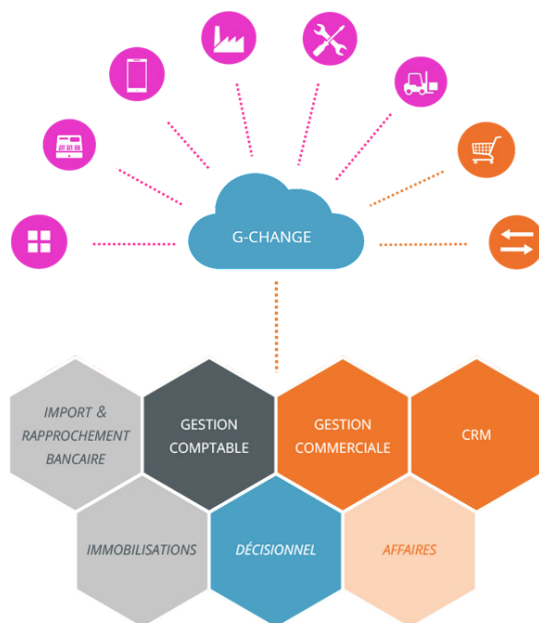 G-CHANGE
IMPORT &
RAPPROCHEMENT
BANCAIRE
GESTION
COMPTABLE
GESTION
COMMERCIALE
CRM
IMMOBILISATIONS
DÉCISIONNEL
AFFAIRES